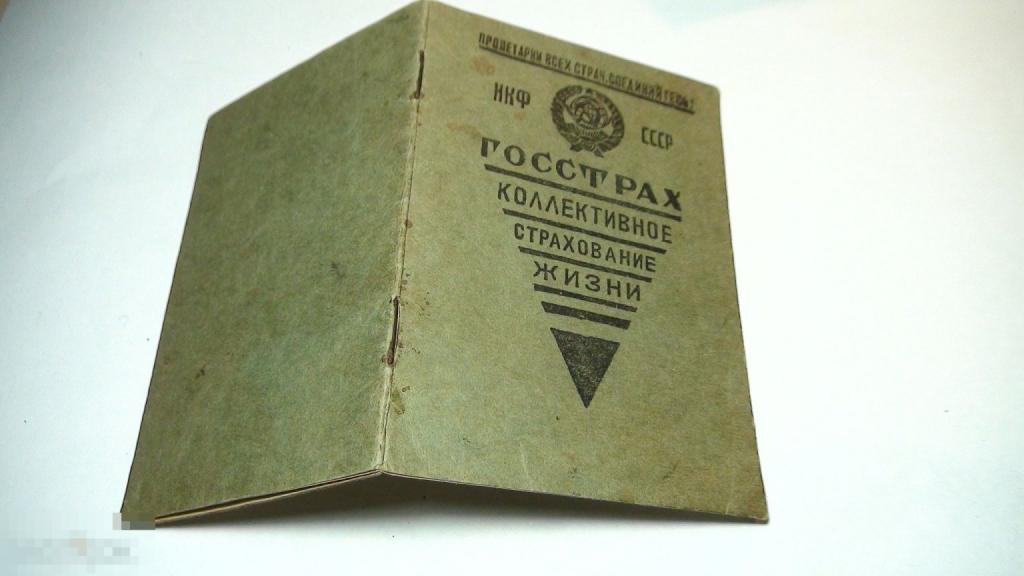 ПРОЛЕТАРИИ ВСЕХ СТРАН, СОЕДИНЯЙТЕСЬ!
НКФ СССР
ГОССТРАХ
КОЛЛЕКТИВНОЕ
СТРАХОВАНИЕ
ЖИЗНИ